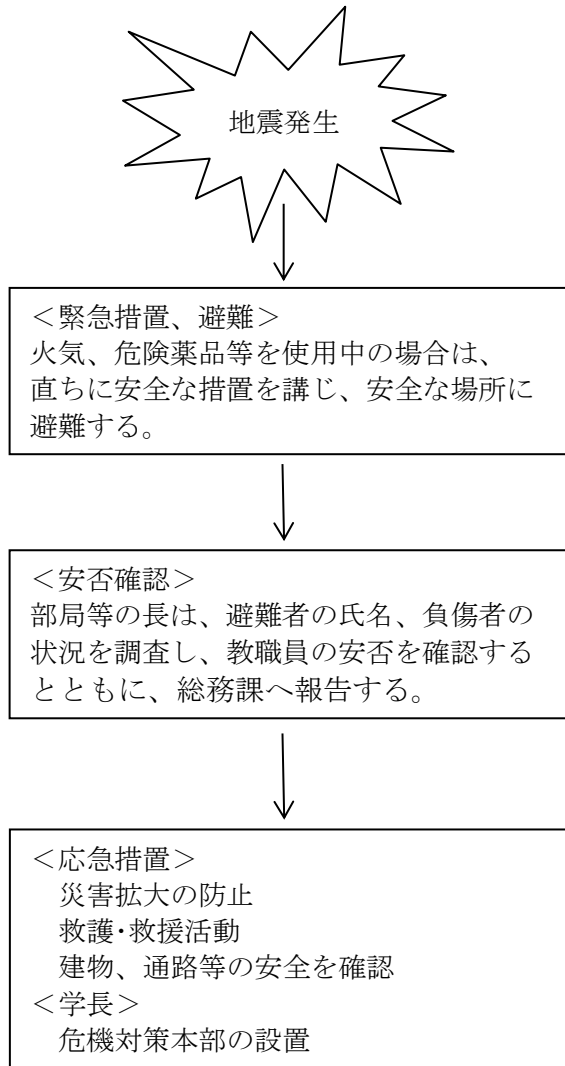 地震発生
＜緊急措置、避難＞
火気、危険薬品等を使用中の場合は、
直ちに安全な措置を講じ、安全な場所に
避難する。
＜安否確認＞
部局等の長は、避難者の氏名、負傷者の
状況を調査し、教職員の安否を確認する
とともに、総務課へ報告する。
＜応急措置＞
災害拡大の防止
救護･救援活動
建物、通路等の安全を確認
＜学長＞
危機対策本部の設置